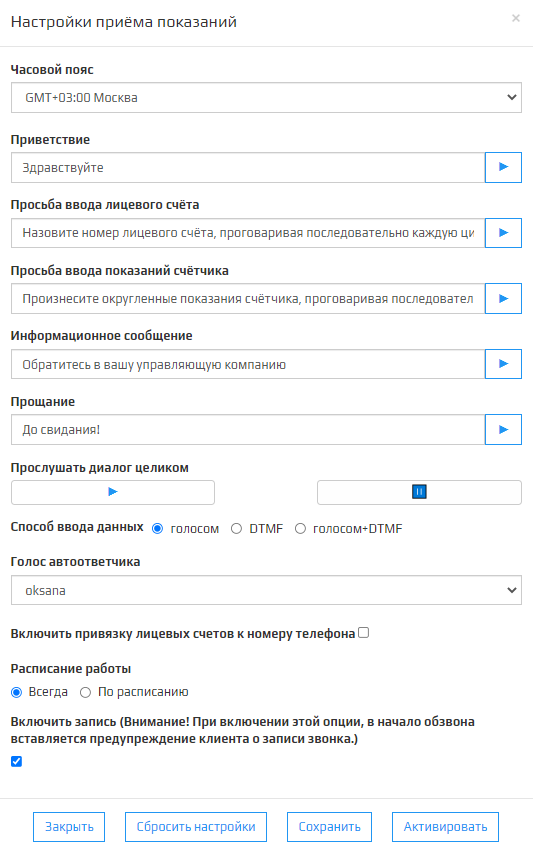 Настройки приёма показаний
×
Часовой пояс
GMT+03:00 Москва
Приветствие
Здравствуйте
Просьба ввода лицевого счёта
Назовите номер лицевого счёта, проговаривая последовательно каждую ци
Просьба ввода показаний счётчика
Произнесите округленные показания счётчика, проговаривая последовател
Информационное сообщение
Обратитесь в вашу управляющую компанию
Прощание
До свидания!
Прослушать диалог целиком
Способ ввода данных голосом DTMF голосом+DTMF
Голос автоответчика
oksana
Включить привязку лицевых счетов к номеру телефона
Расписание работы
Всегда По расписанию
Включить запись (Внимание! При включении этой опции, в начало обзвона
вставляется предупреждение клиента о записи звонка.)
Закрыть Сбросить настройки Сохранить Активировать